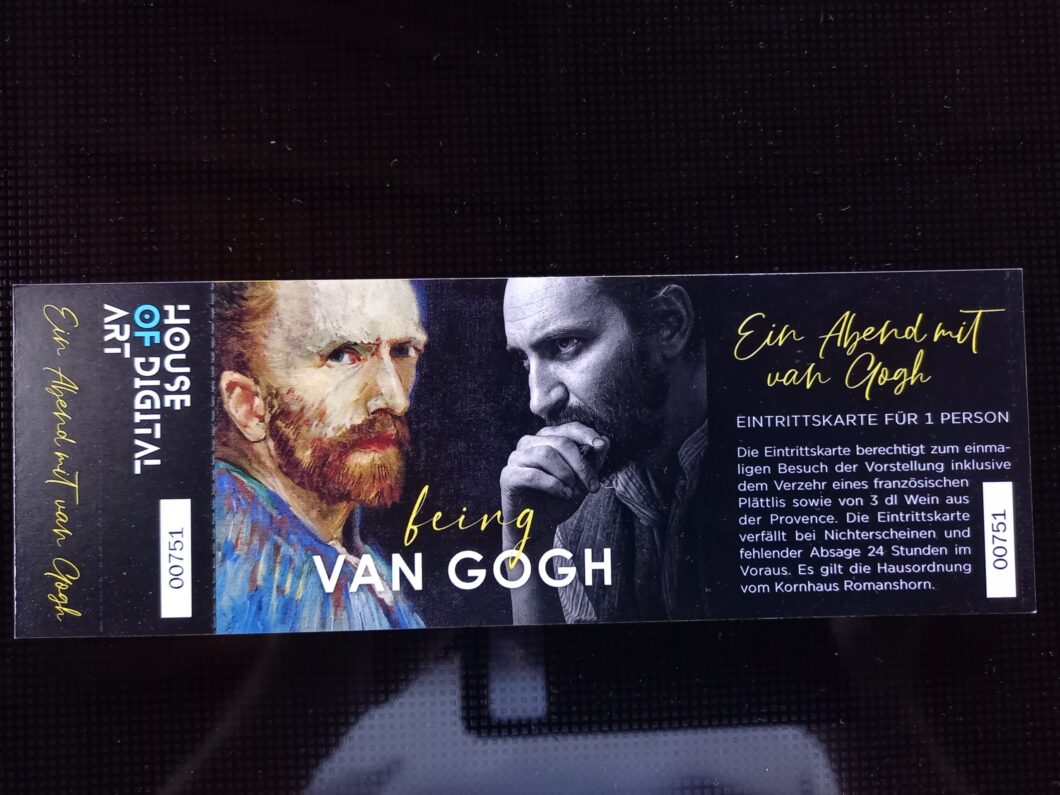 Ein Abend mit van Gogh
HOUSE
OF DIGITAL
ART
00751
being
VAN GOGH
Ein Abend mit
van Gogh
EINTRITTSKARTE FÜR 1 PERSON
Die Eintrittskarte berechtigt zum einma-
ligen Besuch der Vorstellung inklusive
dem Verzehr eines französischen
Plättlis sowie von 3 dl Wein aus
der Provence. Die Eintrittskarte
verfällt bei Nichterscheinen und
fehlender Absage 24 Stunden im
Voraus. Es gilt die Hausordnung
vom Kornhaus Romanshorn.
00751